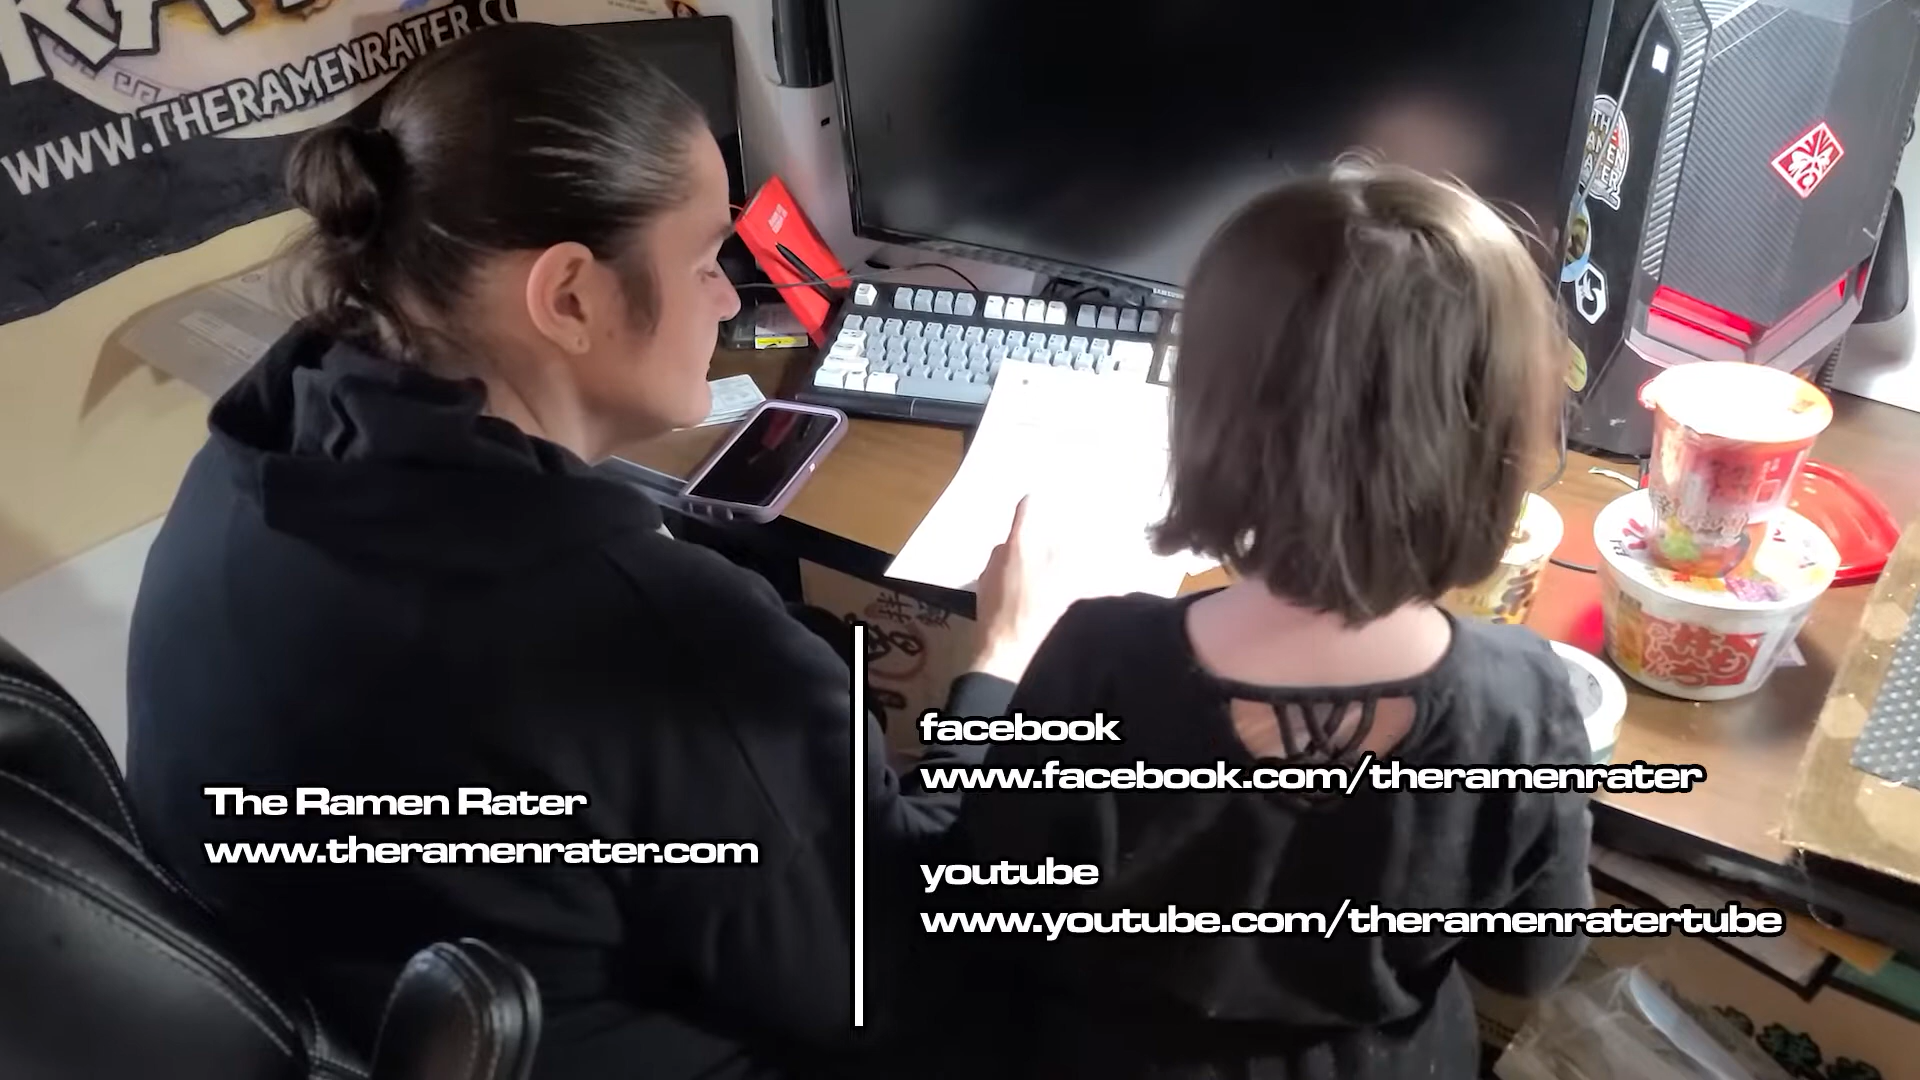 WWW.THERAMENRATER.CO
SAMSUNG
The Ramen Rater
www.theramenrater.com
facebook
www.facebook.com/theramenrater
youtube
www.youtube.com/theramenratertube